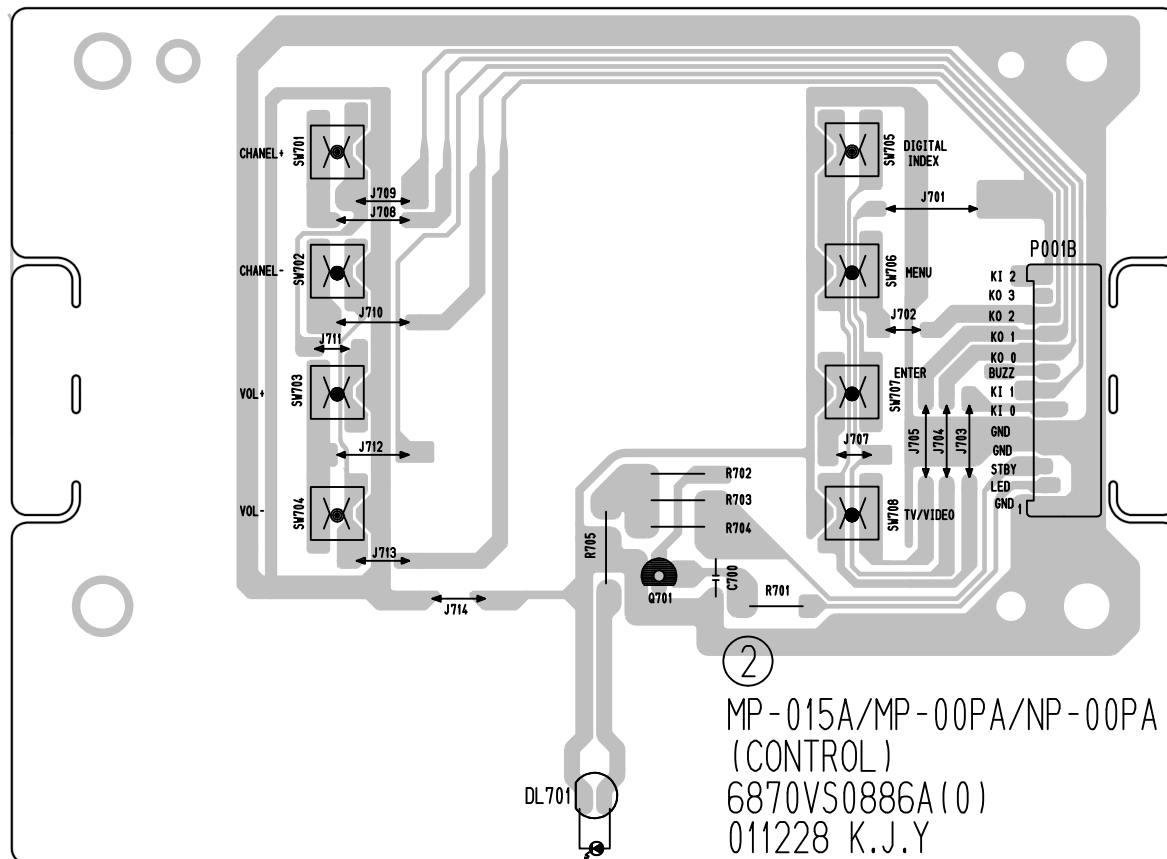 CHANEL+
SW701
J709
J708
CHANEL-
SW702
J710
J711
VOL+
SW703
J712
VOL-
SW704
J713
J714
SW705
DIGITAL
INDEX
J701
SW706
MENU
J702
ENTER
SW707
J707
J705
J704
J703
SW708
TV/VIDEO
P001B
KI 2
KO 3
KO 2
KO 1
KO 0
BUZZ
KI 1
KI 0
GND
GND
STBY
LED
GND
1
R702
R703
R704
R705
Q701
C700
R701
DL701
2
MP-015A/MP-00PA/NP-00PA
(CONTROL)
6870VS0886A(0)
011228 K.J.Y